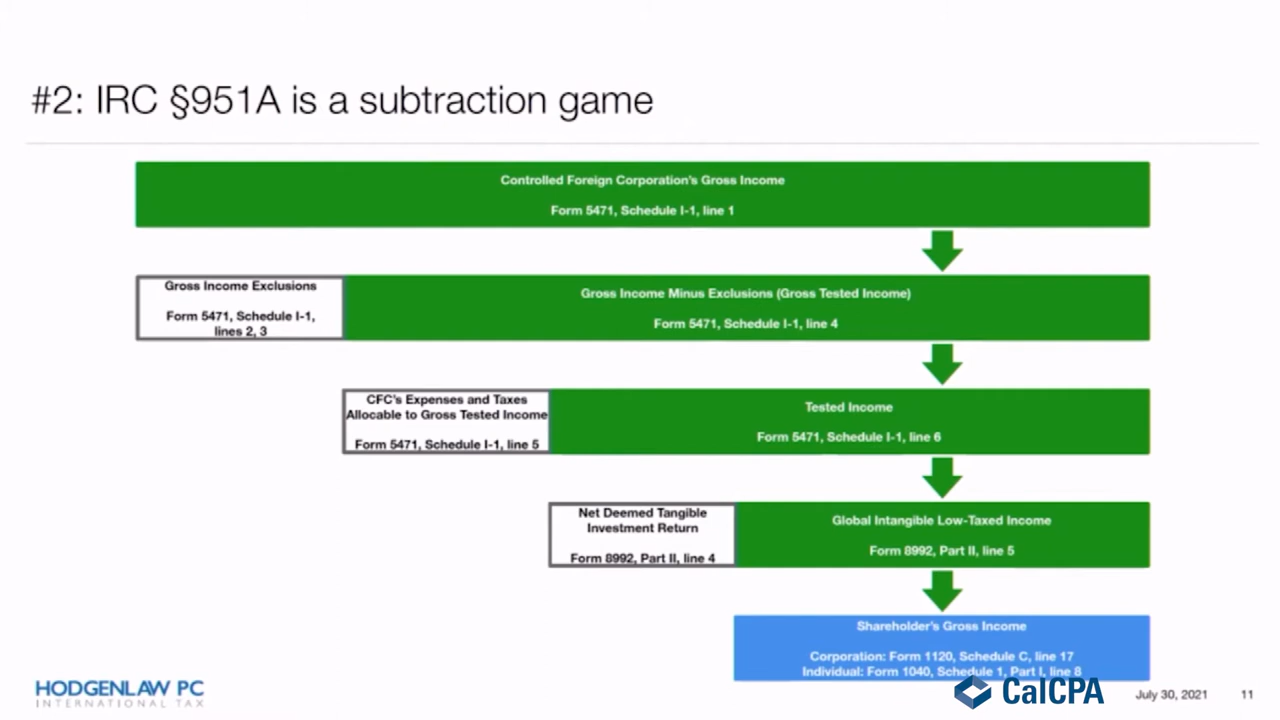 #2: IRC §951A is a subtraction game
Controlled Foreign Corporation's Gross Income
Form 5471, Schedule I-1, line 1
Gross Income Exclusions
Form 5471, Schedule I-1,
lines 2, 3
Gross Income Minus Exclusions (Gross Tested Income)
Form 5471, Schedule I-1, line 4
CFC's Expenses and Taxes
Allocable to Gross Tested Income
Form 5471, Schedule I-1, line 5
Tested Income
Form 5471, Schedule I-1, line 6
Net Deemed Tangible
Investment Return
Form 8992, Part II, line 4
Global Intangible Low-Taxed Income
Form 8992, Part II, line 5
Shareholder's Gross Income
Corporation: Form 1120, Schedule C, line 17
Individual: Form 1040, Schedule 1, Part I, line 8
HODGENLAW PC
INTERNATIONAL TAX
CalCPA
July 30, 2021
11